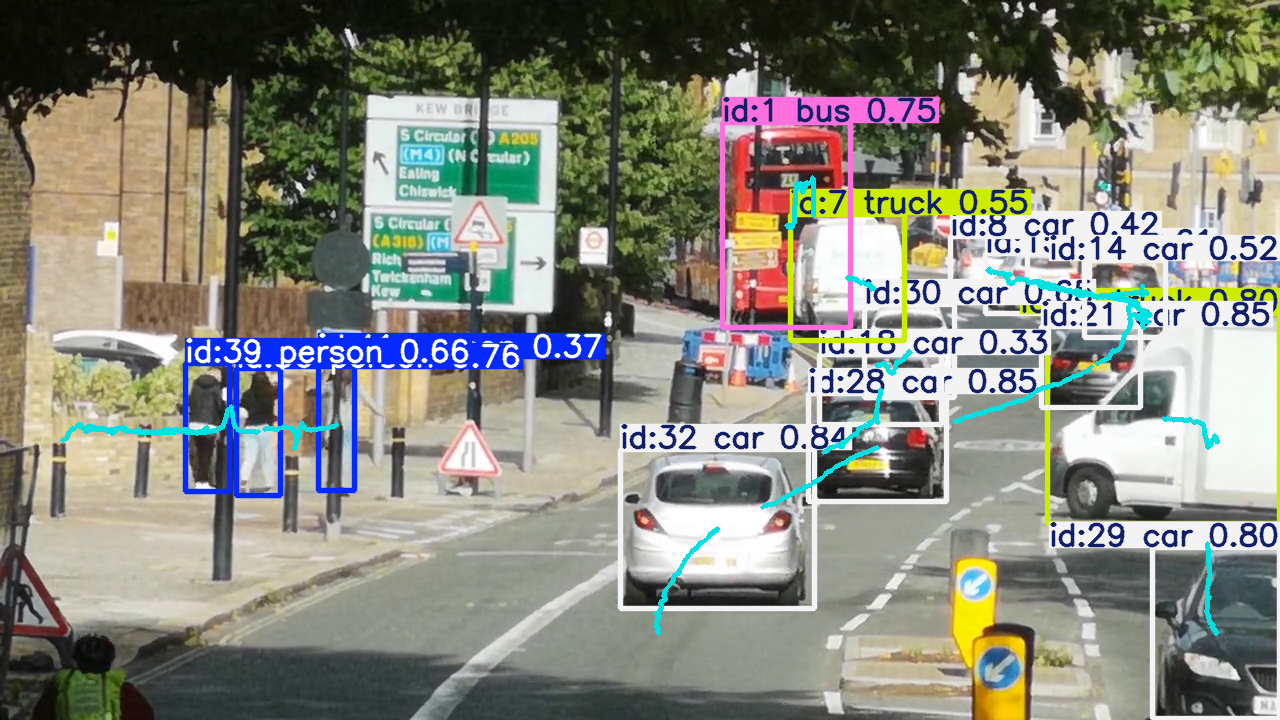 KEW BRIDGE
S Circular A205
(M4) (N Circular)
Ealing
Chiswick
S Circular
(A316) (M
Rich
Twickenham
Kew
id:1 bus 0.75
id:7 truck 0.55
id:8 car 0.42
id:14 car 0.52
id:30 car
truck 0.80
id:21 car 0.85
id:18 car 0.33
id:28 car 0.85
id:39 person 0.66
0.37
id:32 car 0.84
id:29 car 0.80